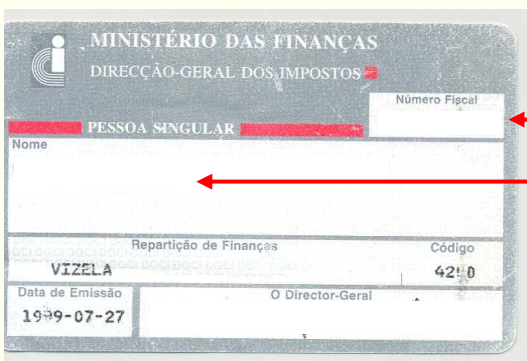 MINISTÉRIO DAS FINANÇAS
DIRECÇÃO-GERAL DOS IMPOSTOS
Número Fiscal
PESSOA SINGULAR
Nome
Repartição de Finanças
Código
VIZELA
Data de Emissão
O Director-Geral
1999-07-27